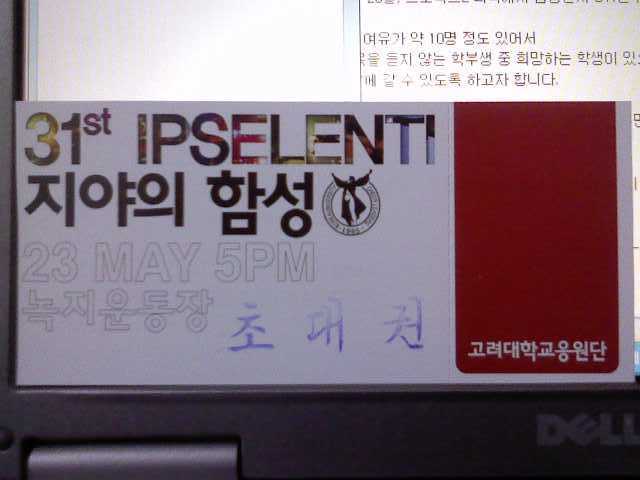 여유가 약 10명 정도 있어서
을 듣지 않는 학부생 중 희망하는 학생이 있
에 갈 수 있도록 하고자 합니다.
31st IPSELENTI
지야의 함성
23 MAY 5PM
녹지운동장
초대권
고려대학교응원단
DELL